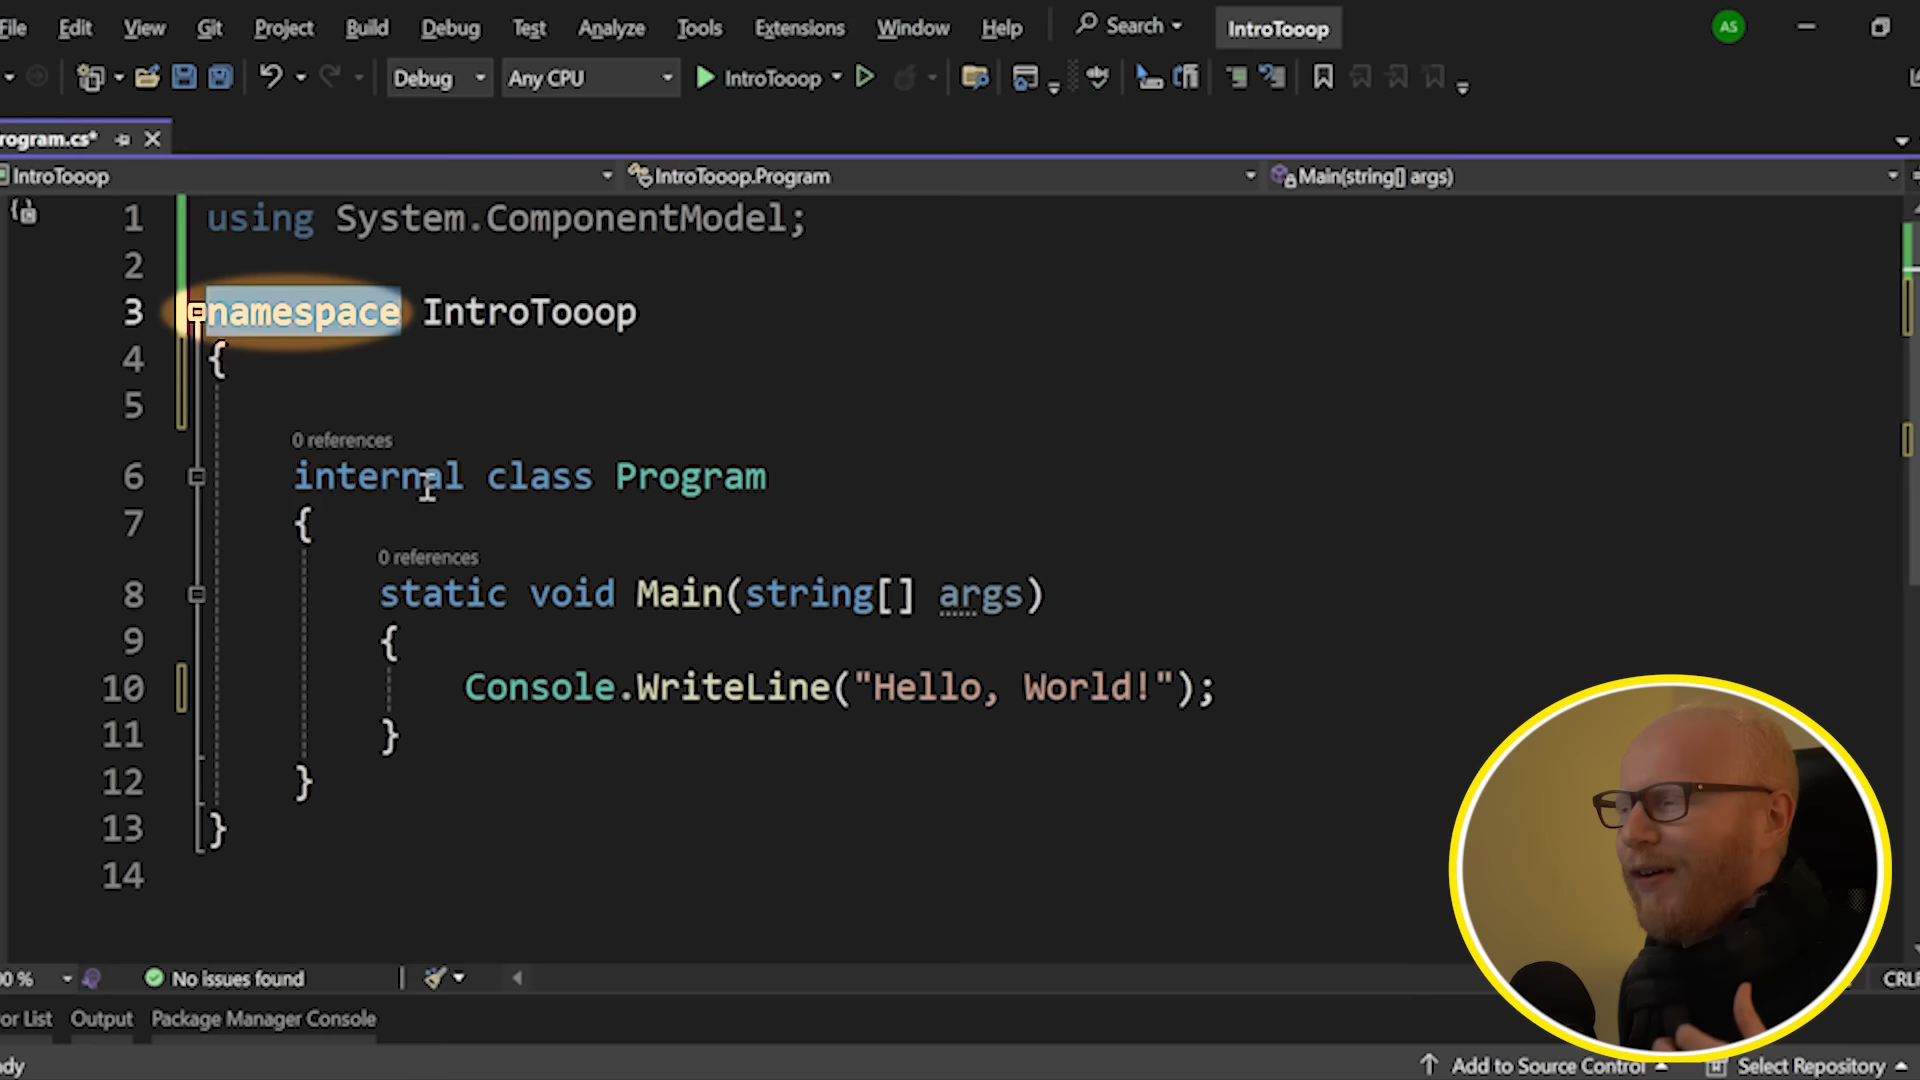 File Edit View Git Project Build Debug Test Analyze Tools Extensions Window Help Search IntroTooop AS
Debug Any CPU IntroTooop
rogram.cs*
IntroTooop IntroTooop.Program Main(string[] args)
1 using System.ComponentModel;
2
3 namespace IntroTooop
4 {
5
0 references
6 internal class Program
7 {
0 references
8 static void Main(string[] args)
9 {
10 Console.WriteLine("Hello, World!");
11 }
12 }
13 }
14
00 % No issues found CRLF
or List Output Package Manager Console
dy Add to Source Control Select Repository